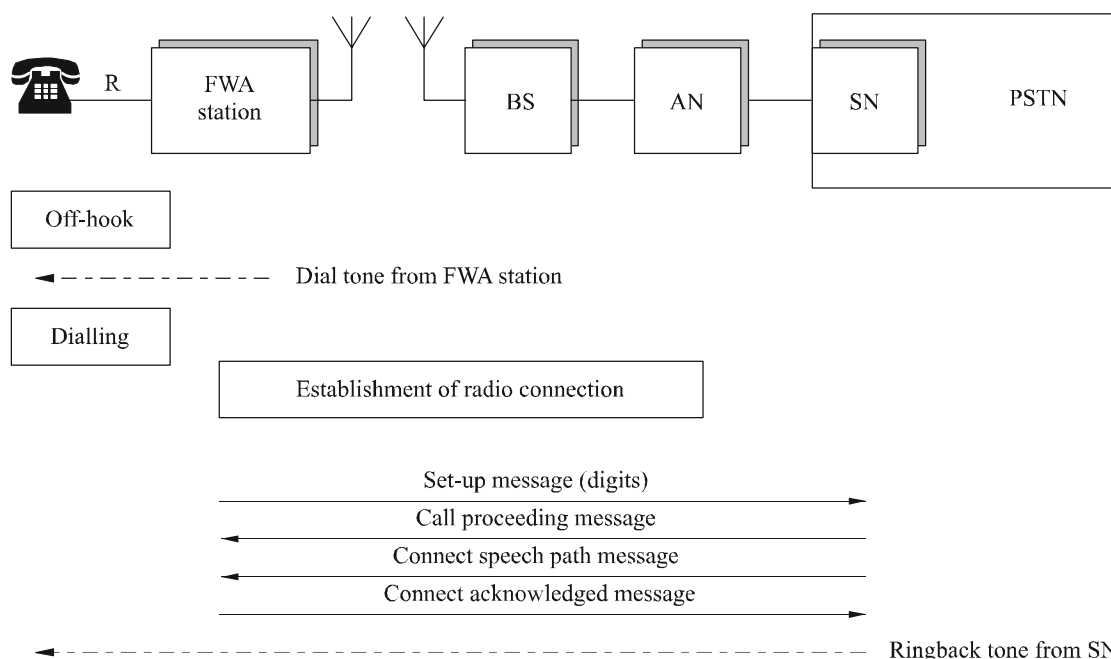 R
FWA
station
BS
AN
SN
PSTN
Off-hook
Dial tone from FWA station
Dialling
Establishment of radio connection
Set-up message (digits)
Call proceeding message
Connect speech path message
Connect acknowledged message
Ringback tone from SN